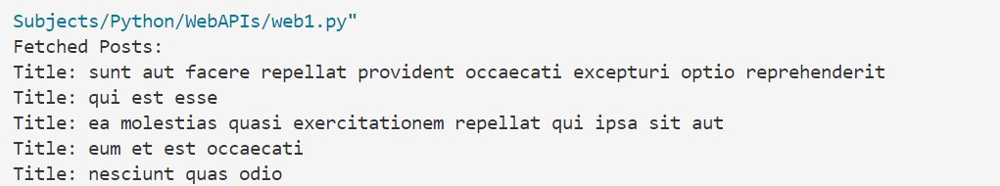 Subjects/Python/WebAPIs/web1.py"
Fetched Posts:
Title: sunt aut facere repellat provident occaecati excepturi optio reprehenderit
Title: qui est esse
Title: ea molestias quasi exercitationem repellat qui ipsa sit aut
Title: eum et est occaecati
Title: nesciunt quas odio